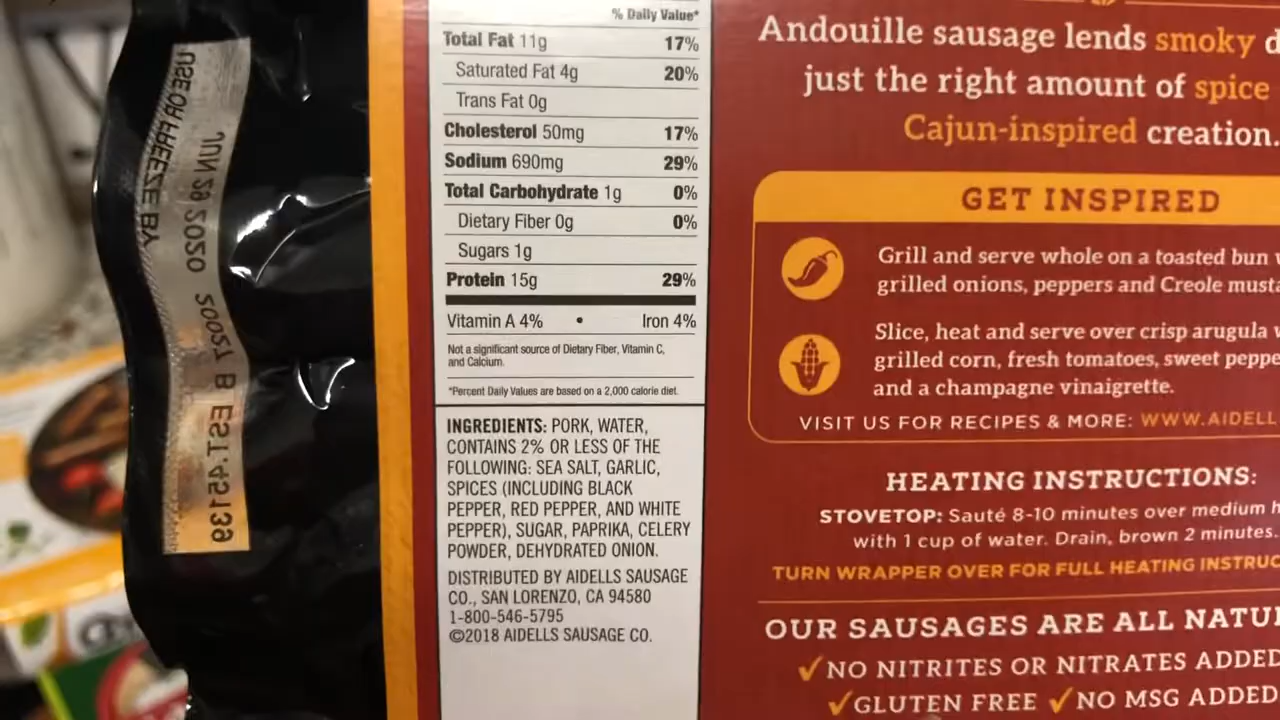 USE OR FREEZE BY
JUN 29 2020
EST.45139
% Daily Value*
Total Fat 11g 17%
Saturated Fat 4g 20%
Trans Fat 0g
Cholesterol 50mg 17%
Sodium 690mg 29%
Total Carbohydrate 1g 0%
Dietary Fiber 0g 0%
Sugars 1g
Protein 15g 29%
Vitamin A 4% • Iron 4%
Not a significant source of Dietary Fiber, Vitamin C,
and Calcium.
*Percent Daily Values are based on a 2,000 calorie diet.
INGREDIENTS: PORK, WATER,
CONTAINS 2% OR LESS OF THE
FOLLOWING: SEA SALT, GARLIC,
SPICES (INCLUDING BLACK
PEPPER, RED PEPPER, AND WHITE
PEPPER), SUGAR, PAPRIKA, CELERY
POWDER, DEHYDRATED ONION.
DISTRIBUTED BY AIDELLS SAUSAGE
CO., SAN LORENZO, CA 94580
1-800-546-5795
©2018 AIDELLS SAUSAGE CO.
Andouille sausage lends smoky
just the right amount of spice
Cajun-inspired creation.
GET INSPIRED
Grill and serve whole on a toasted bun
grilled onions, peppers and Creole
Slice, heat and serve over crisp arugula
grilled corn, fresh tomatoes, sweet
and a champagne vinaigrette.
VISIT US FOR RECIPES & MORE: WWW.AIDELL
HEATING INSTRUCTIONS:
STOVETOP: Sauté 8-10 minutes over medium
with 1 cup of water. Drain, brown 2 minutes.
TURN WRAPPER OVER FOR FULL HEATING
OUR SAUSAGES ARE ALL
✓NO NITRITES OR NITRATES ADDED
✓GLUTEN FREE ✓NO MSG ADDED